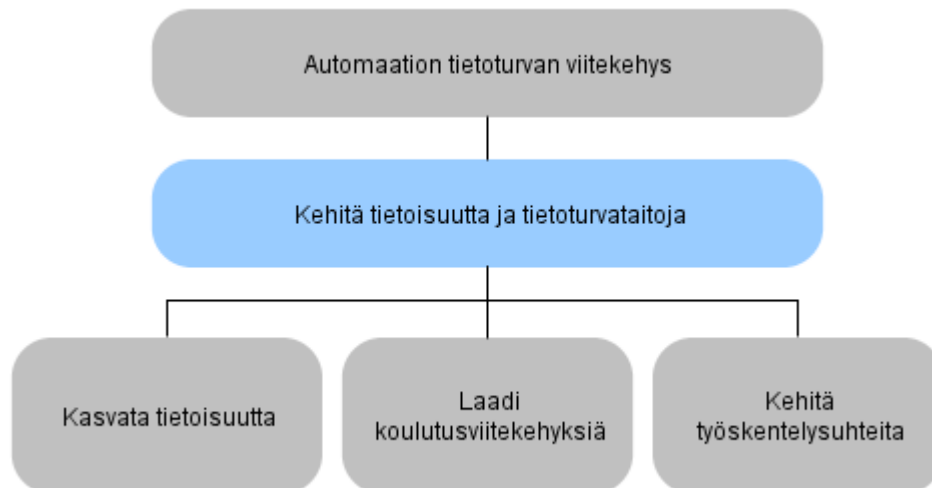 Automaation tietoturvan viitekehys
Kehitä tietoisuutta ja tietoturvataitoja
Kasvata tietoisuutta
Laadi
koulutusviitekehyksiä
Kehitä
työskentelysuhteita